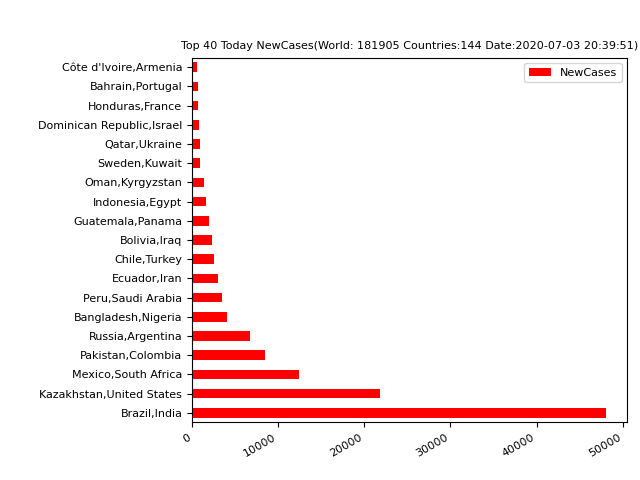 Top 40 Today NewCases(World: 181905 Countries:144 Date:2020-07-03 20:39:51)
NewCases
Côte d'Ivoire,Armenia
Bahrain,Portugal
Honduras,France
Dominican Republic,Israel
Qatar,Ukraine
Sweden,Kuwait
Oman,Kyrgyzstan
Indonesia,Egypt
Guatemala,Panama
Bolivia,Iraq
Chile,Turkey
Ecuador,Iran
Peru,Saudi Arabia
Bangladesh,Nigeria
Russia,Argentina
Pakistan,Colombia
Mexico,South Africa
Kazakhstan,United States
Brazil,India
0 10000 20000 30000 40000 50000